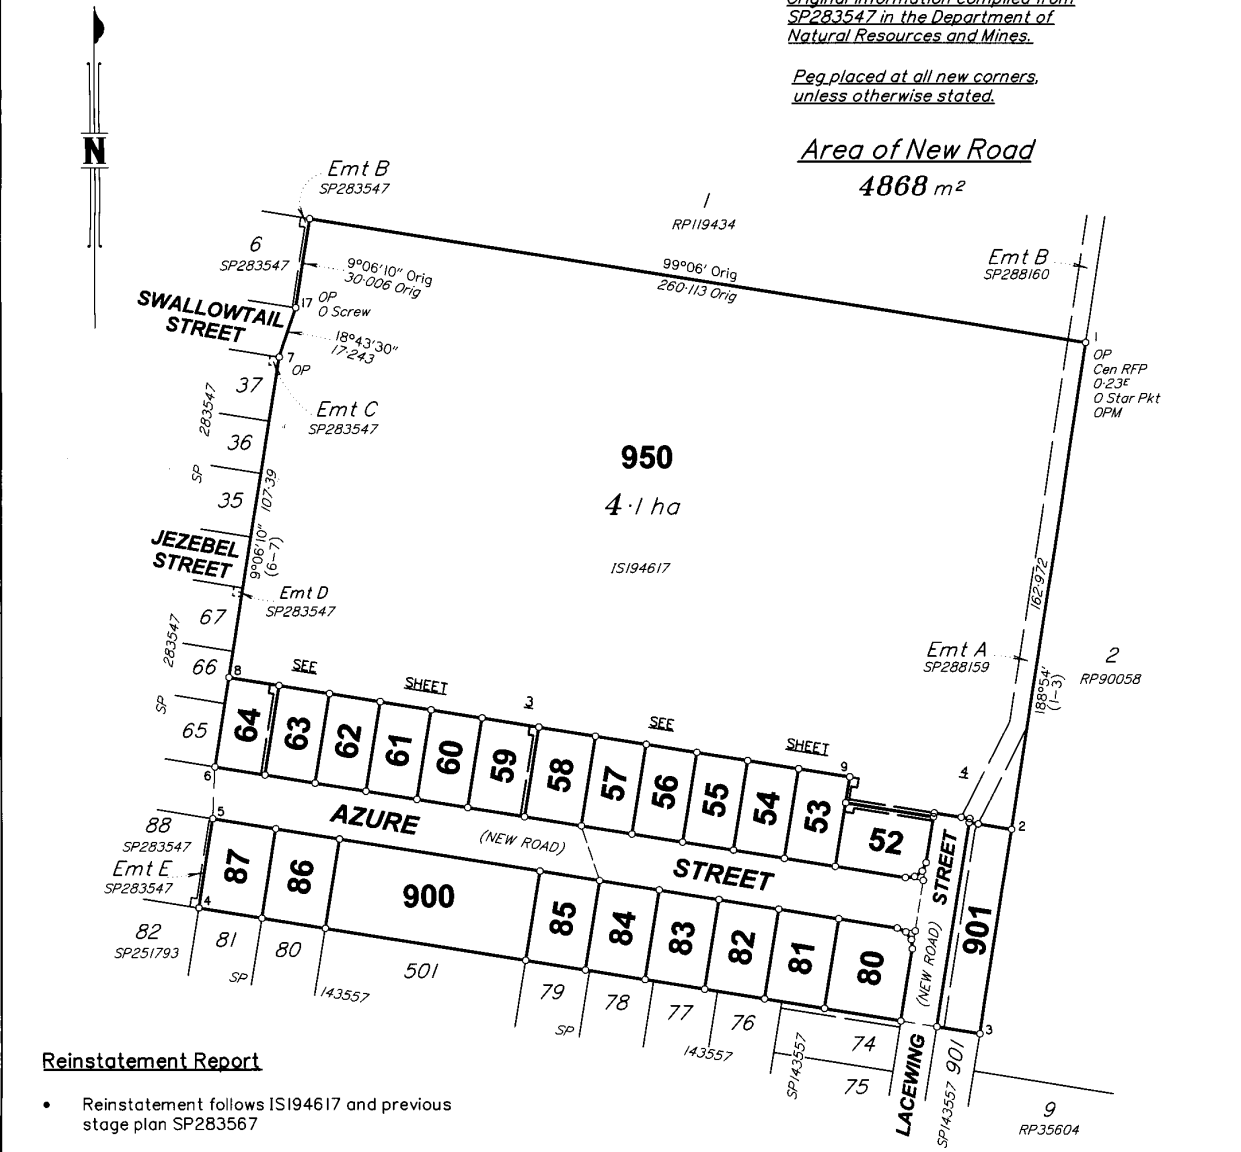 Original information compiled from
SP283547 in the Department of
Natural Resources and Mines.
Peg placed at all new corners,
unless otherwise stated.
Area of New Road
4868 m²
N
Emt B
SP283547
1
RP119434
Emt B
SP288160
6
SP283547
9°06'10" Orig
30·006 Orig
99°06' Orig
260·113 Orig
SWALLOWTAIL
STREET
17
OP
O Screw
18°43'30"
17·243
7
OP
1
OP
Cen RFP
0·23E
O Star Pkt
OPM
37
283547
SP
Emt C
SP283547
36
35
107·39
9°06'10"
(6–7)
950
4·1 ha
IS194617
JEZEBEL
STREET
Emt D
SP283547
162·972
188°54'
(1–3)
67
283547
SP
66
65
Emt A
SP288159
2
RP90058
8
SEE
SHEET
3
SEE
SHEET
4
9
2
64
63
62
61
60
59
58
57
56
55
54
53
52
6
5
AZURE
(NEW ROAD)
STREET
STREET
(NEW ROAD)
LACEWING
901
88
SP283547
Emt E
SP283547
4
87
86
900
85
84
83
82
81
80
3
82
SP251793
81
SP
80
143557
501
79
SP
78
77
143557
76
SP143557
74
75
SP143557
901
9
RP35604
Reinstatement Report
• Reinstatement follows IS194617 and previous
stage plan SP283567